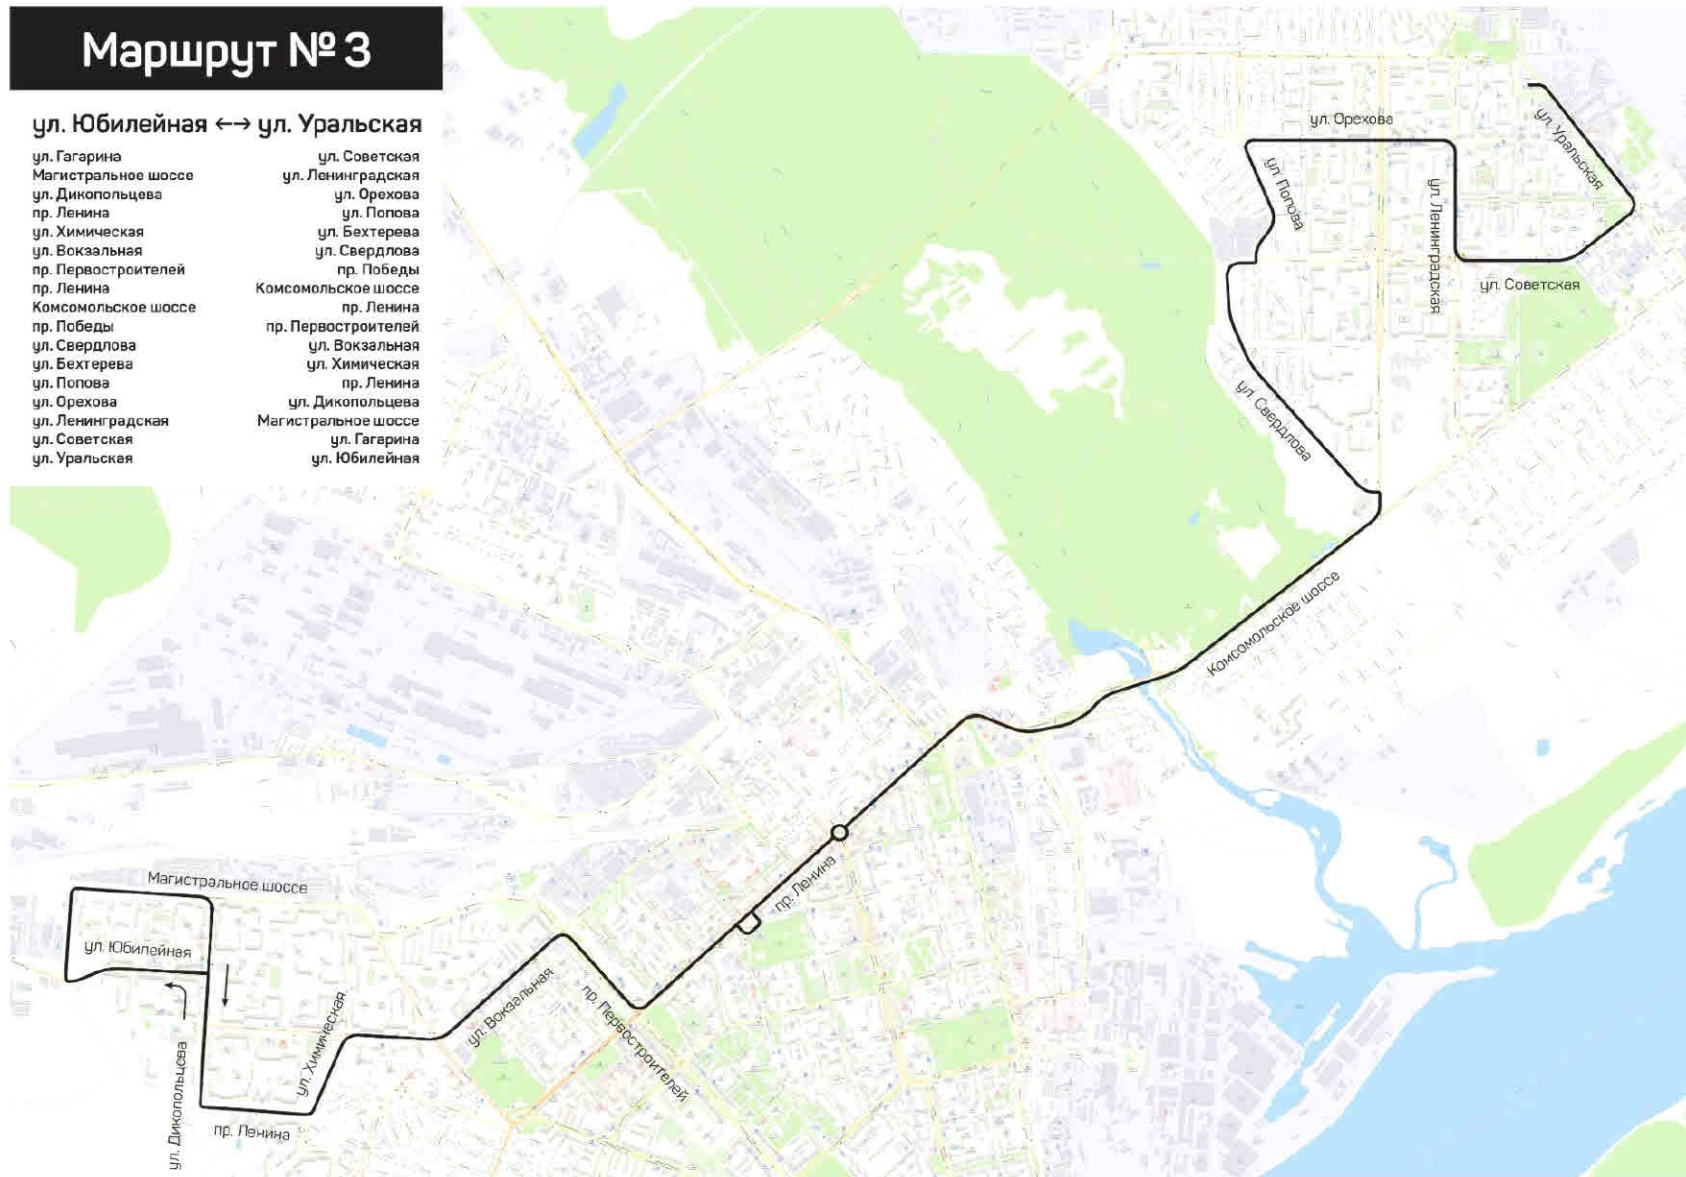 Маршрут № 3
ул. Юбилейная ↔ ул. Уральская
ул. Гагарина
Магистральное шоссе
ул. Дикопольцева
пр. Ленина
ул. Химическая
ул. Вокзальная
пр. Первостроителей
пр. Ленина
Комсомольское шоссе
пр. Победы
ул. Свердлова
ул. Бехтерева
ул. Попова
ул. Орехова
ул. Ленинградская
ул. Советская
ул. Уральская
ул. Советская
ул. Ленинградская
ул. Орехова
ул. Попова
ул. Бехтерева
ул. Свердлова
пр. Победы
Комсомольское шоссе
пр. Ленина
пр. Первостроителей
ул. Вокзальная
ул. Химическая
пр. Ленина
ул. Дикопольцева
Магистральное шоссе
ул. Гагарина
ул. Юбилейная
ул. Орехова
ул. Уральская
ул. Попова
ул. Ленинградская
ул. Советская
ул. Свердлова
Комсомольское шоссе
пр. Ленина
Магистральное шоссе
ул. Юбилейная
ул. Вокзальная
пр. Первостроителей
ул. Химическая
ул. Дикопольцева
пр. Ленина